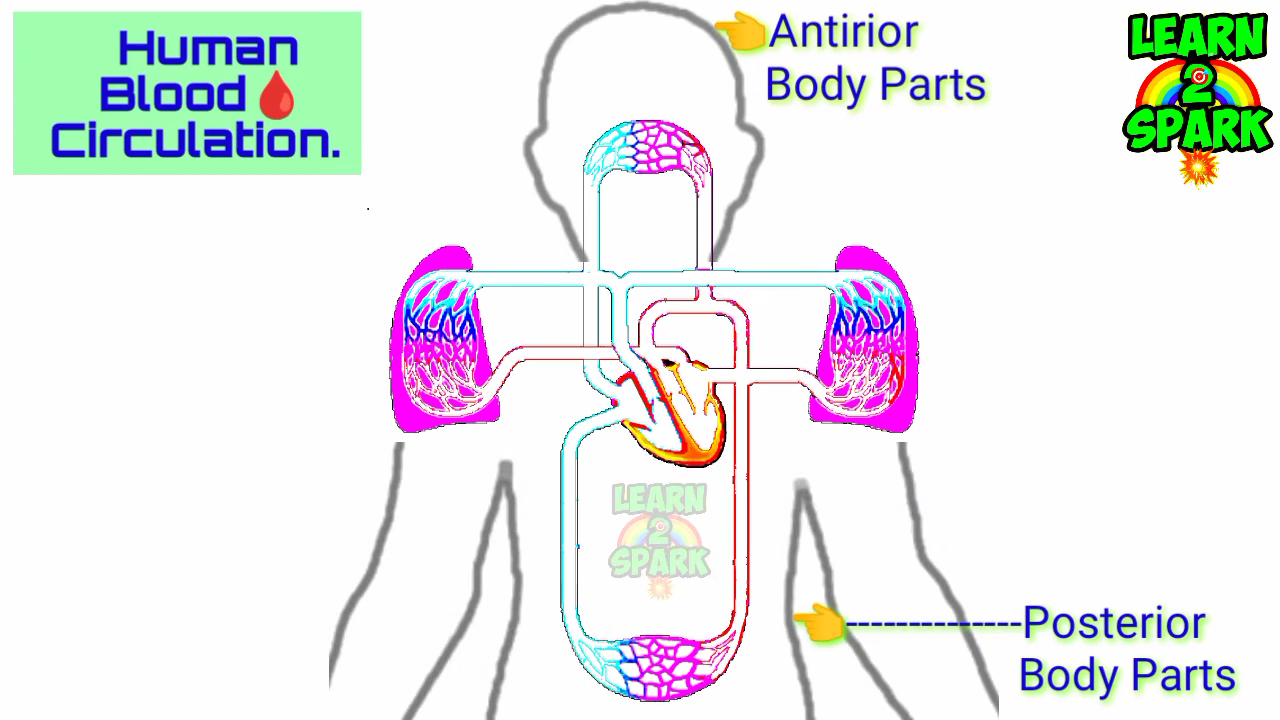 Human
Blood
Circulation.
Antirior
Body Parts
LEARN
2
SPARK
LEARN
2
SPARK
Posterior
Body Parts